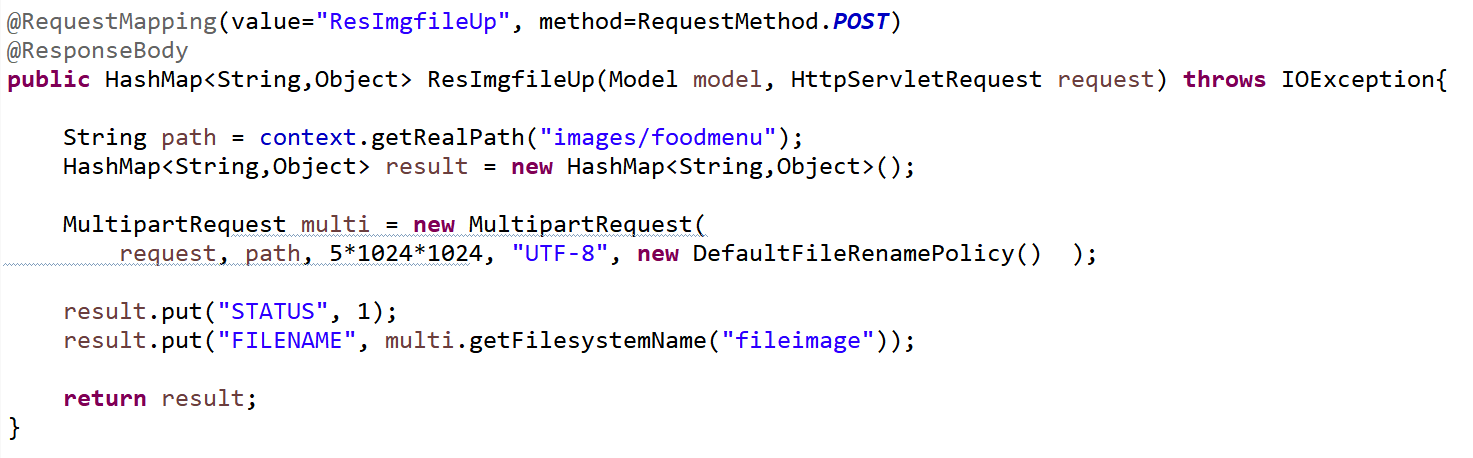 @RequestMapping(value="ResImgfileUp", method=RequestMethod.POST)
@ResponseBody
public HashMap<String,Object> ResImgfileUp(Model model, HttpServletRequest request) throws IOException{
String path = context.getRealPath("images/foodmenu");
HashMap<String,Object> result = new HashMap<String,Object>();
MultipartRequest multi = new MultipartRequest(
request, path, 5*1024*1024, "UTF-8", new DefaultFileRenamePolicy()  );
result.put("STATUS", 1);
result.put("FILENAME", multi.getFilesystemName("fileimage"));
return result;
}